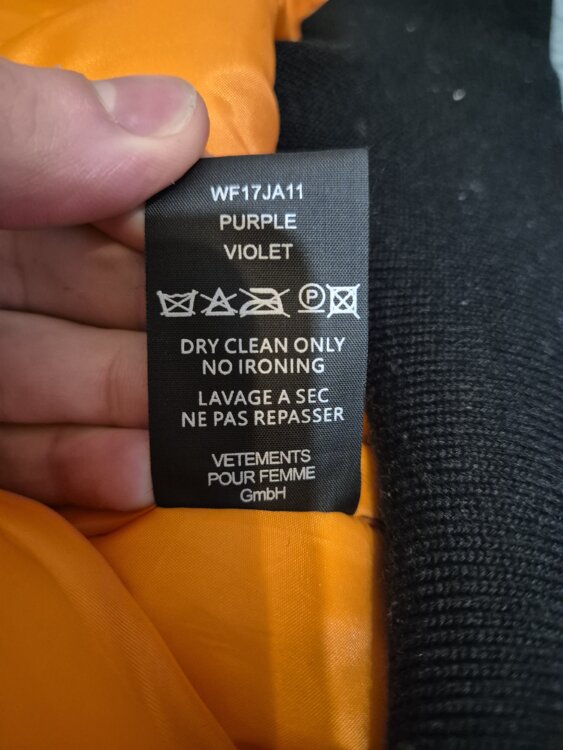 WF17JA11
PURPLE
VIOLET
P
DRY CLEAN ONLY
NO IRONING
LAVAGE A SEC
NE PAS REPASSER
VETEMENTS
POUR FEMME
GmbH